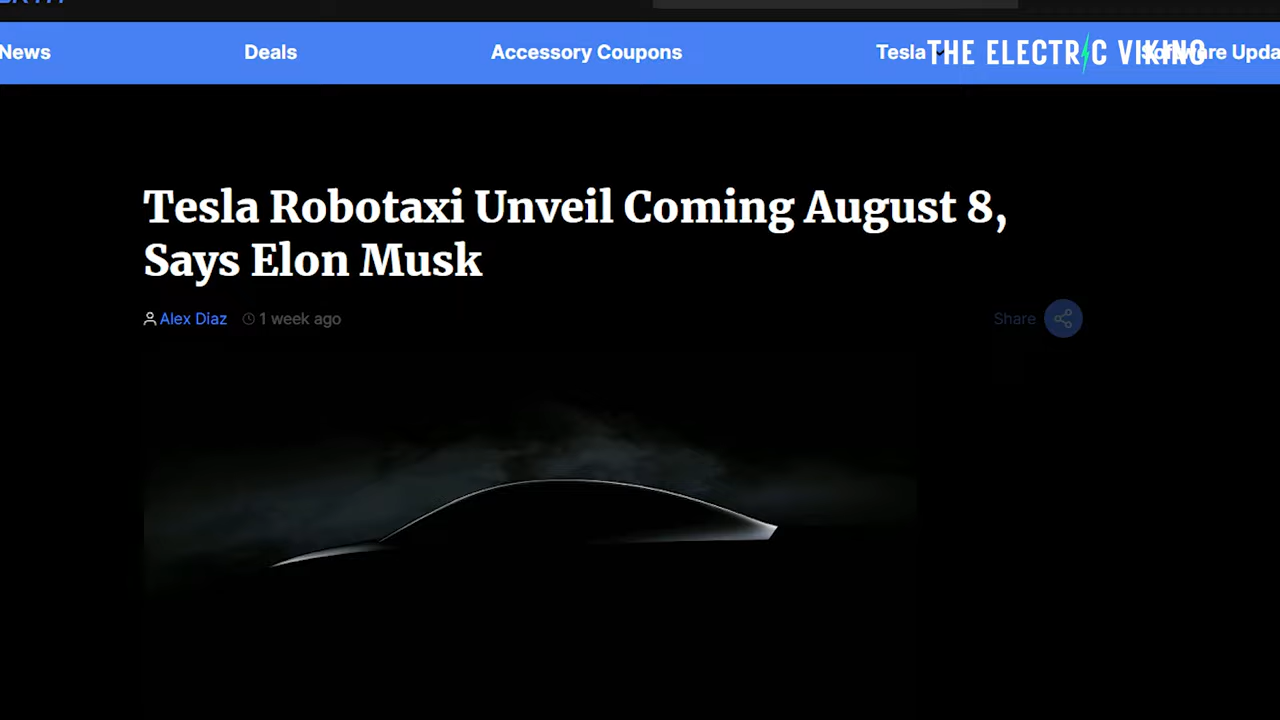 News
Deals
Accessory Coupons
Tesla
THE ELECTRIC VIKING
Tesla Robotaxi Unveil Coming August 8,
Says Elon Musk
Alex Diaz
1 week ago
Share